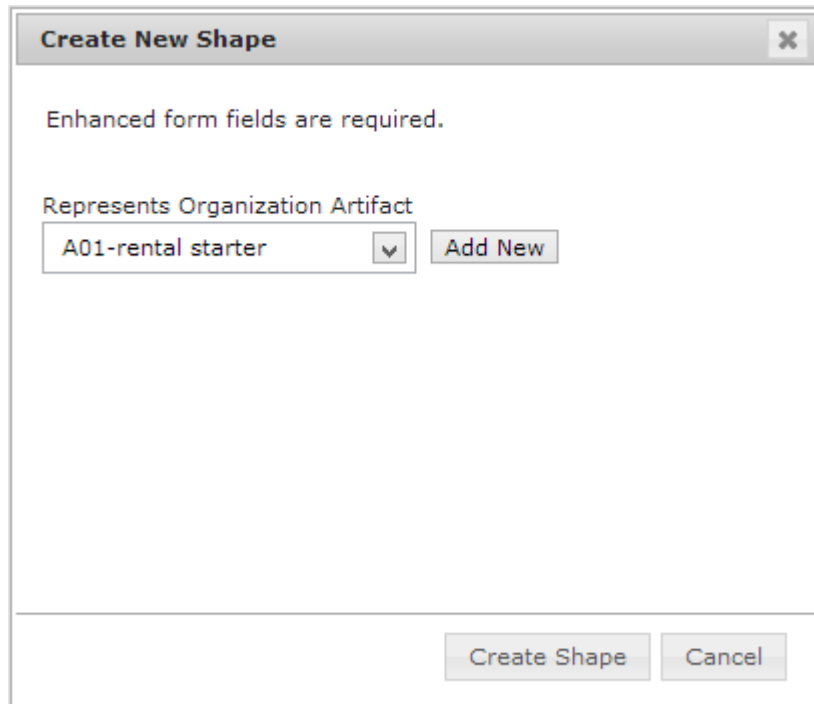 Create New Shape
Enhanced form fields are required.
Represents Organization Artifact
A01-rental starter
Add New
Create Shape
Cancel